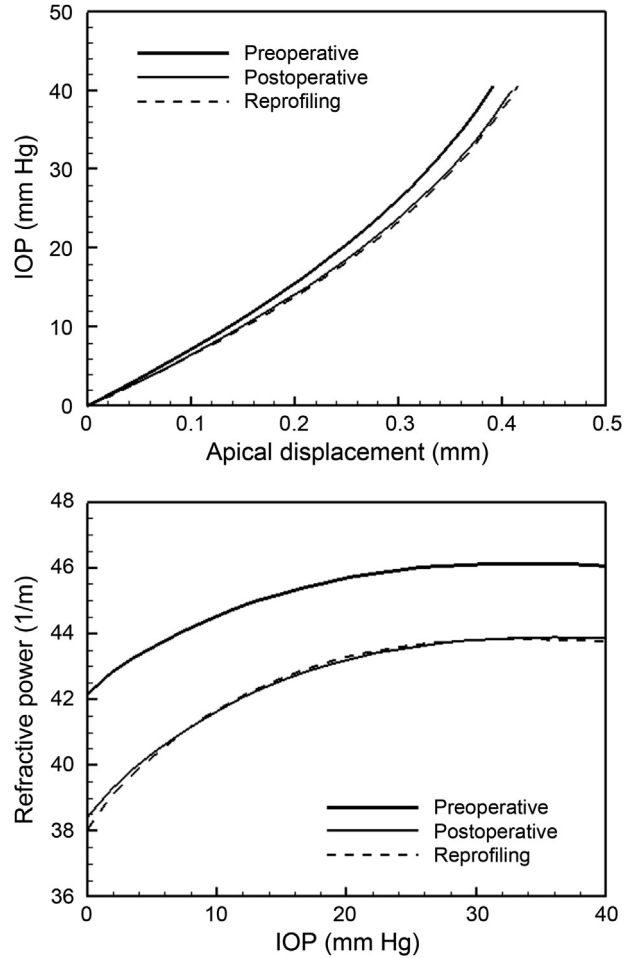 50
40
30
20
10
0
IOP (mm Hg)
Preoperative
Postoperative
Reprofiling
0 0.1 0.2 0.3 0.4 0.5
Apical displacement (mm)
48
46
44
42
40
38
36
Refractive power (1/m)
Preoperative
Postoperative
Reprofiling
0 10 20 30 40
IOP (mm Hg)